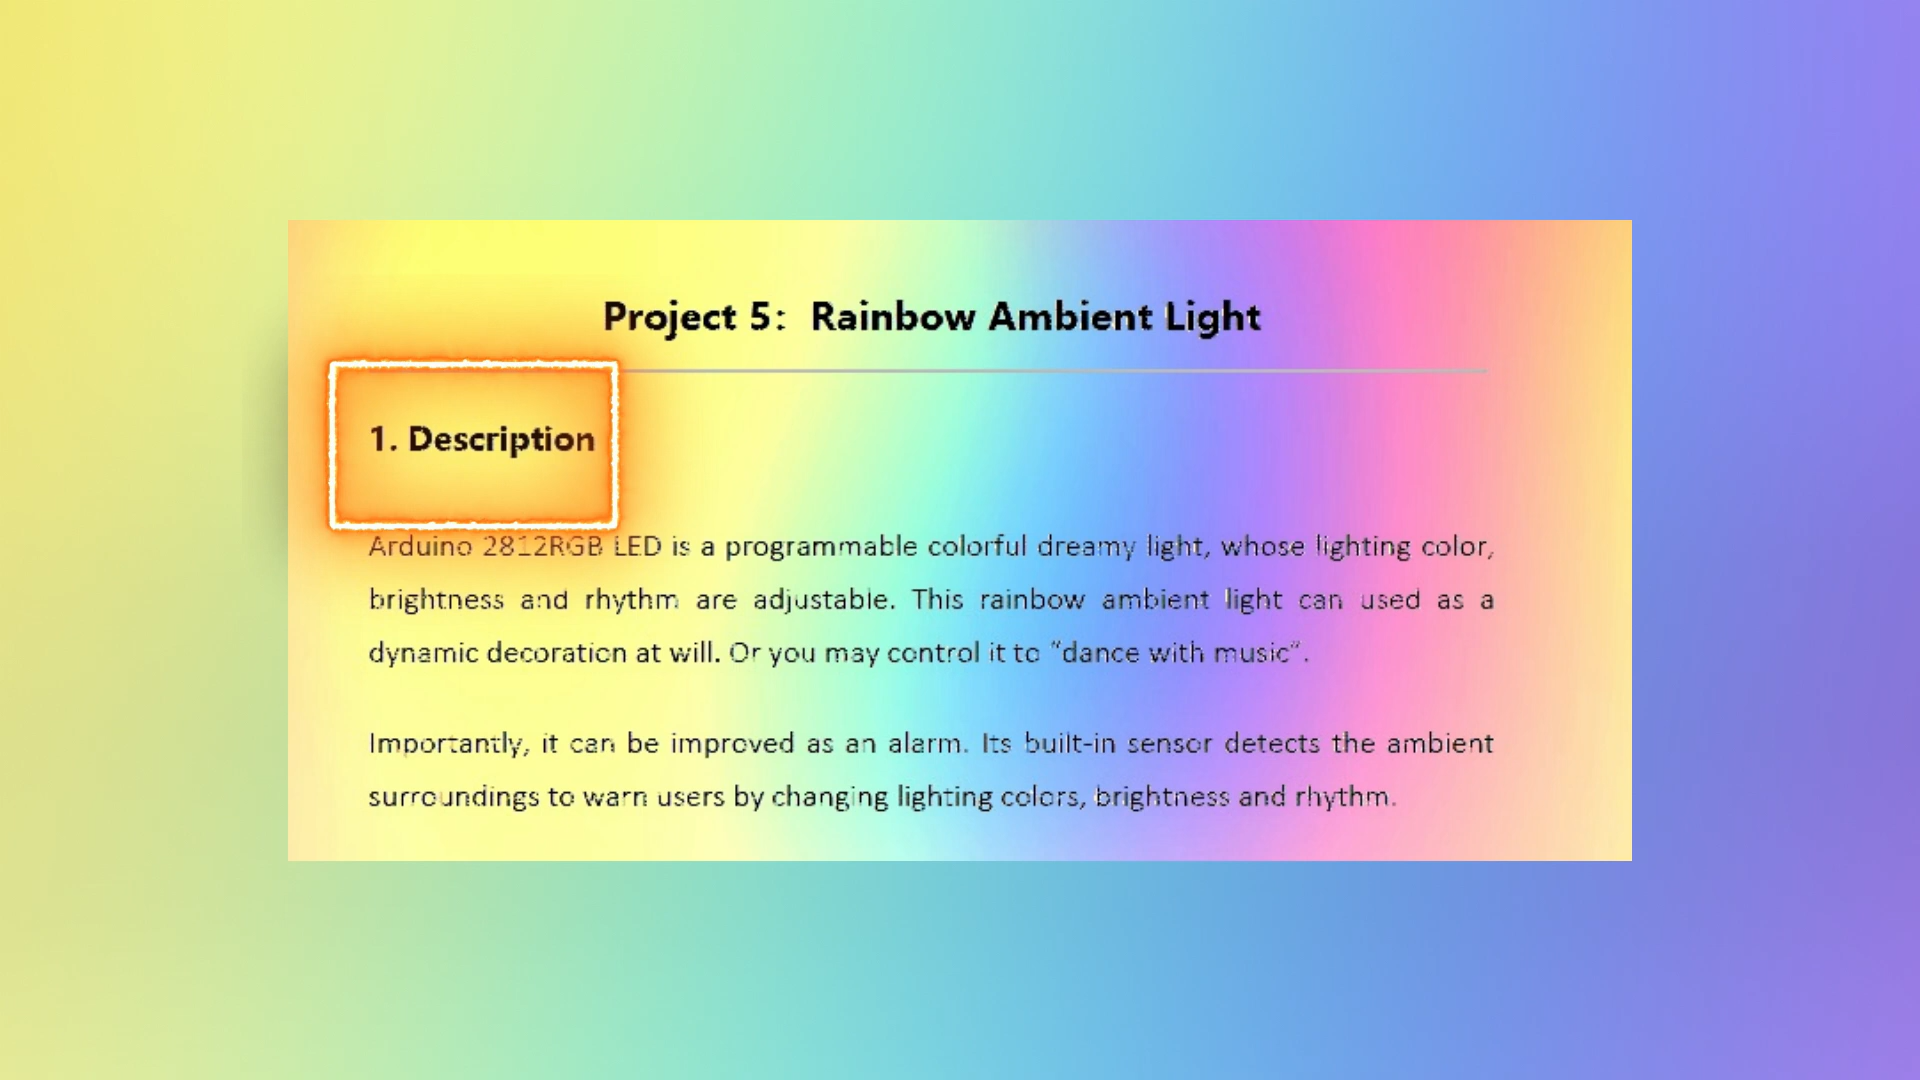 Project 5:  Rainbow Ambient Light
1. Description
Arduino 2812RGB LED is a programmable colorful dreamy light, whose lighting color,
brightness and rhythm are adjustable. This rainbow ambient light can used as a
dynamic decoration at will. Or you may control it to “dance with music”.
Importantly, it can be improved as an alarm. Its built-in sensor detects the ambient
surroundings to warn users by changing lighting colors, brightness and rhythm.